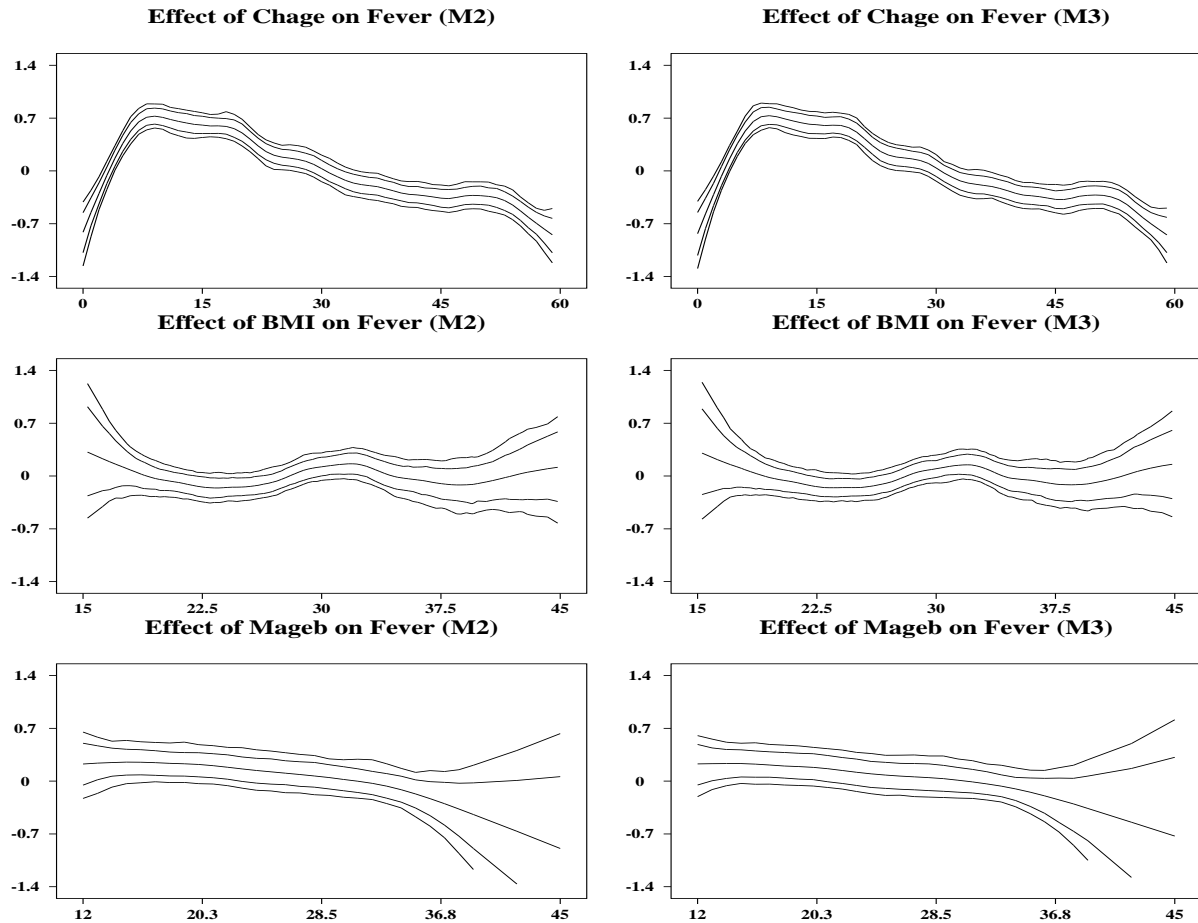 Effect of Chage on Fever (M2)
1.4
0.7
0
-0.7
-1.4
0 15 30 45 60
Effect of Chage on Fever (M3)
1.4
0.7
0
-0.7
-1.4
0 15 30 45 60
Effect of BMI on Fever (M2)
1.4
0.7
0
-0.7
-1.4
15 22.5 30 37.5 45
Effect of BMI on Fever (M3)
1.4
0.7
0
-0.7
-1.4
15 22.5 30 37.5 45
Effect of Mageb on Fever (M2)
1.4
0.7
0
-0.7
-1.4
12 20.3 28.5 36.8 45
Effect of Mageb on Fever (M3)
1.4
0.7
0
-0.7
-1.4
12 20.3 28.5 36.8 45